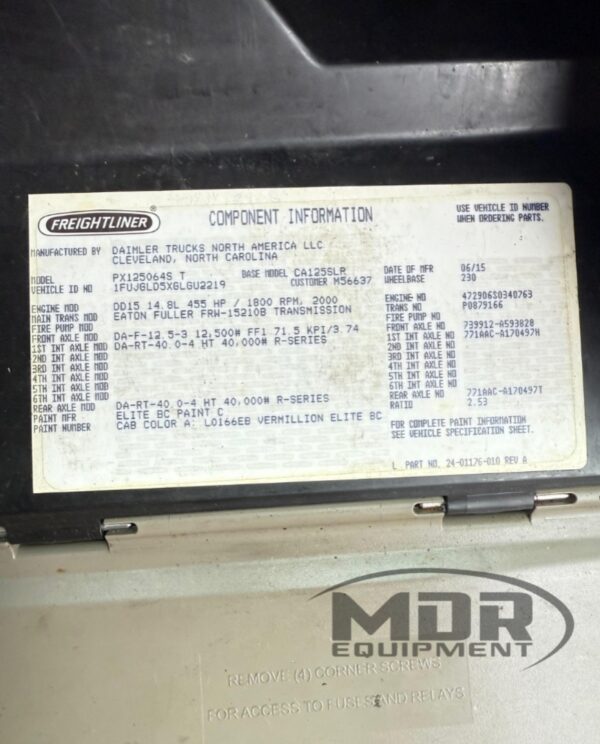 FREIGHTLINER ®
COMPONENT INFORMATION
USE VEHICLE ID NUMBER
WHEN ORDERING PARTS.
MANUFACTURED BY DAIMLER TRUCKS NORTH AMERICA LLC
CLEVELAND, NORTH CAROLINA
MODEL PX125064S T BASE MODEL CA125SLP DATE OF MFR 06/15
VEHICLE ID NO 1FUJGLD5XGLGU2219 CUSTOMER M56637 WHEELBASE 230
ENGINE MOD DD15 14.8L 455 HP / 1800 RPM, 2000 ENGINE NO 472906S0340763
MAIN TRANS MOD EATON FULLER FRW-15210B TRANSMISSION TRANS NO P0879166
FIRE PUMP MOD FIRE PUMP NO
FRONT AXLE MOD DA-F-12.5-3 12,500# FF1 71.5 KPI/3.74 FRONT AXLE NO 739912-A593828
1ST INT AXLE MOD DA-RT-40.0-4 HT 40,000# R-SERIES 1ST INT AXLE NO 771AAC-A170497H
2ND INT AXLE MOD 2ND INT AXLE NO
3RD INT AXLE MOD 3RD INT AXLE NO
4TH INT AXLE MOD 4TH INT AXLE NO
5TH INT AXLE MOD 5TH INT AXLE NO
6TH INT AXLE MOD 6TH INT AXLE NO
REAR AXLE MOD DA-RT-40.0-4 HT 40,000# R-SERIES REAR AXLE NO 771AAC-A170497T
PAINT MFR ELITE BC PAINT C RATIO 2.53
PAINT NUMBER CAB COLOR A: L0166EB VERMILLION ELITE BC
FOR COMPLETE PAINT INFORMATION
SEE VEHICLE SPECIFICATION SHEET.
L PART NO. 24-01176-010 REV A
MDR
EQUIPMENT
REMOVE (4) CORNER SCREWS
FOR ACCESS TO FUSES AND RELAYS